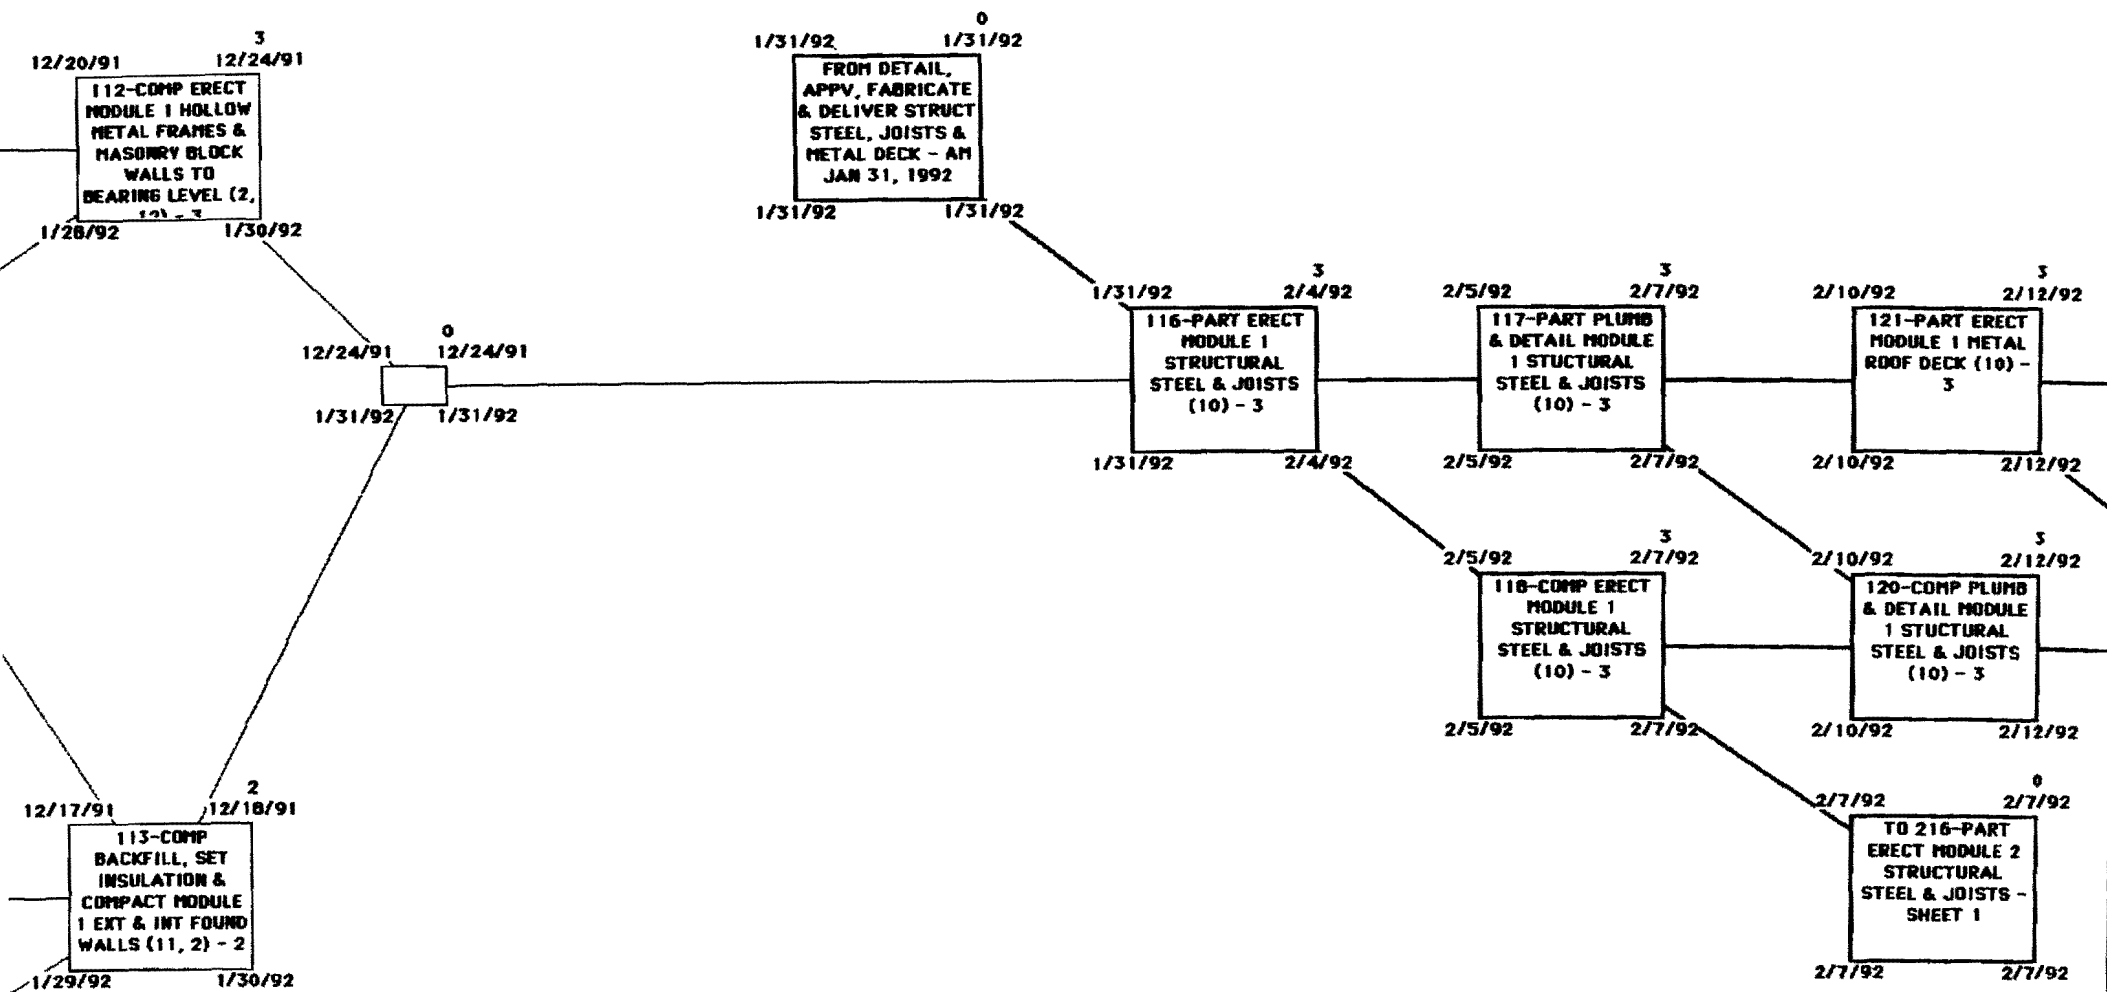 3
12/20/91 12/24/91
112-COMP ERECT
MODULE 1 HOLLOW
METAL FRAMES &
MASONRY BLOCK
WALLS TO
BEARING LEVEL (2,
12) - 3
1/28/92 1/30/92
0
1/31/92 1/31/92
FROM DETAIL,
APPV, FABRICATE
& DELIVER STRUCT
STEEL, JOISTS &
METAL DECK - AM
JAN 31, 1992
1/31/92 1/31/92
0
12/24/91 12/24/91
1/31/92 1/31/92
3
1/31/92 2/4/92
116-PART ERECT
MODULE 1
STRUCTURAL
STEEL & JOISTS
(10) - 3
1/31/92 2/4/92
3
2/5/92 2/7/92
117-PART PLUMB
& DETAIL MODULE
1 STUCTURAL
STEEL & JOISTS
(10) - 3
2/5/92 2/7/92
3
2/10/92 2/12/92
121-PART ERECT
MODULE 1 METAL
ROOF DECK (10) -
3
2/10/92 2/12/92
3
2/5/92 2/7/92
118-COMP ERECT
MODULE 1
STRUCTURAL
STEEL & JOISTS
(10) - 3
2/5/92 2/7/92
3
2/10/92 2/12/92
120-COMP PLUMB
& DETAIL MODULE
1 STUCTURAL
STEEL & JOISTS
(10) - 3
2/10/92 2/12/92
2
12/17/91 12/18/91
113-COMP
BACKFILL, SET
INSULATION &
COMPACT MODULE
1 EXT & INT FOUND
WALLS (11, 2) - 2
1/29/92 1/30/92
0
2/7/92 2/7/92
TO 216-PART
ERECT MODULE 2
STRUCTURAL
STEEL & JOISTS -
SHEET 1
2/7/92 2/7/92